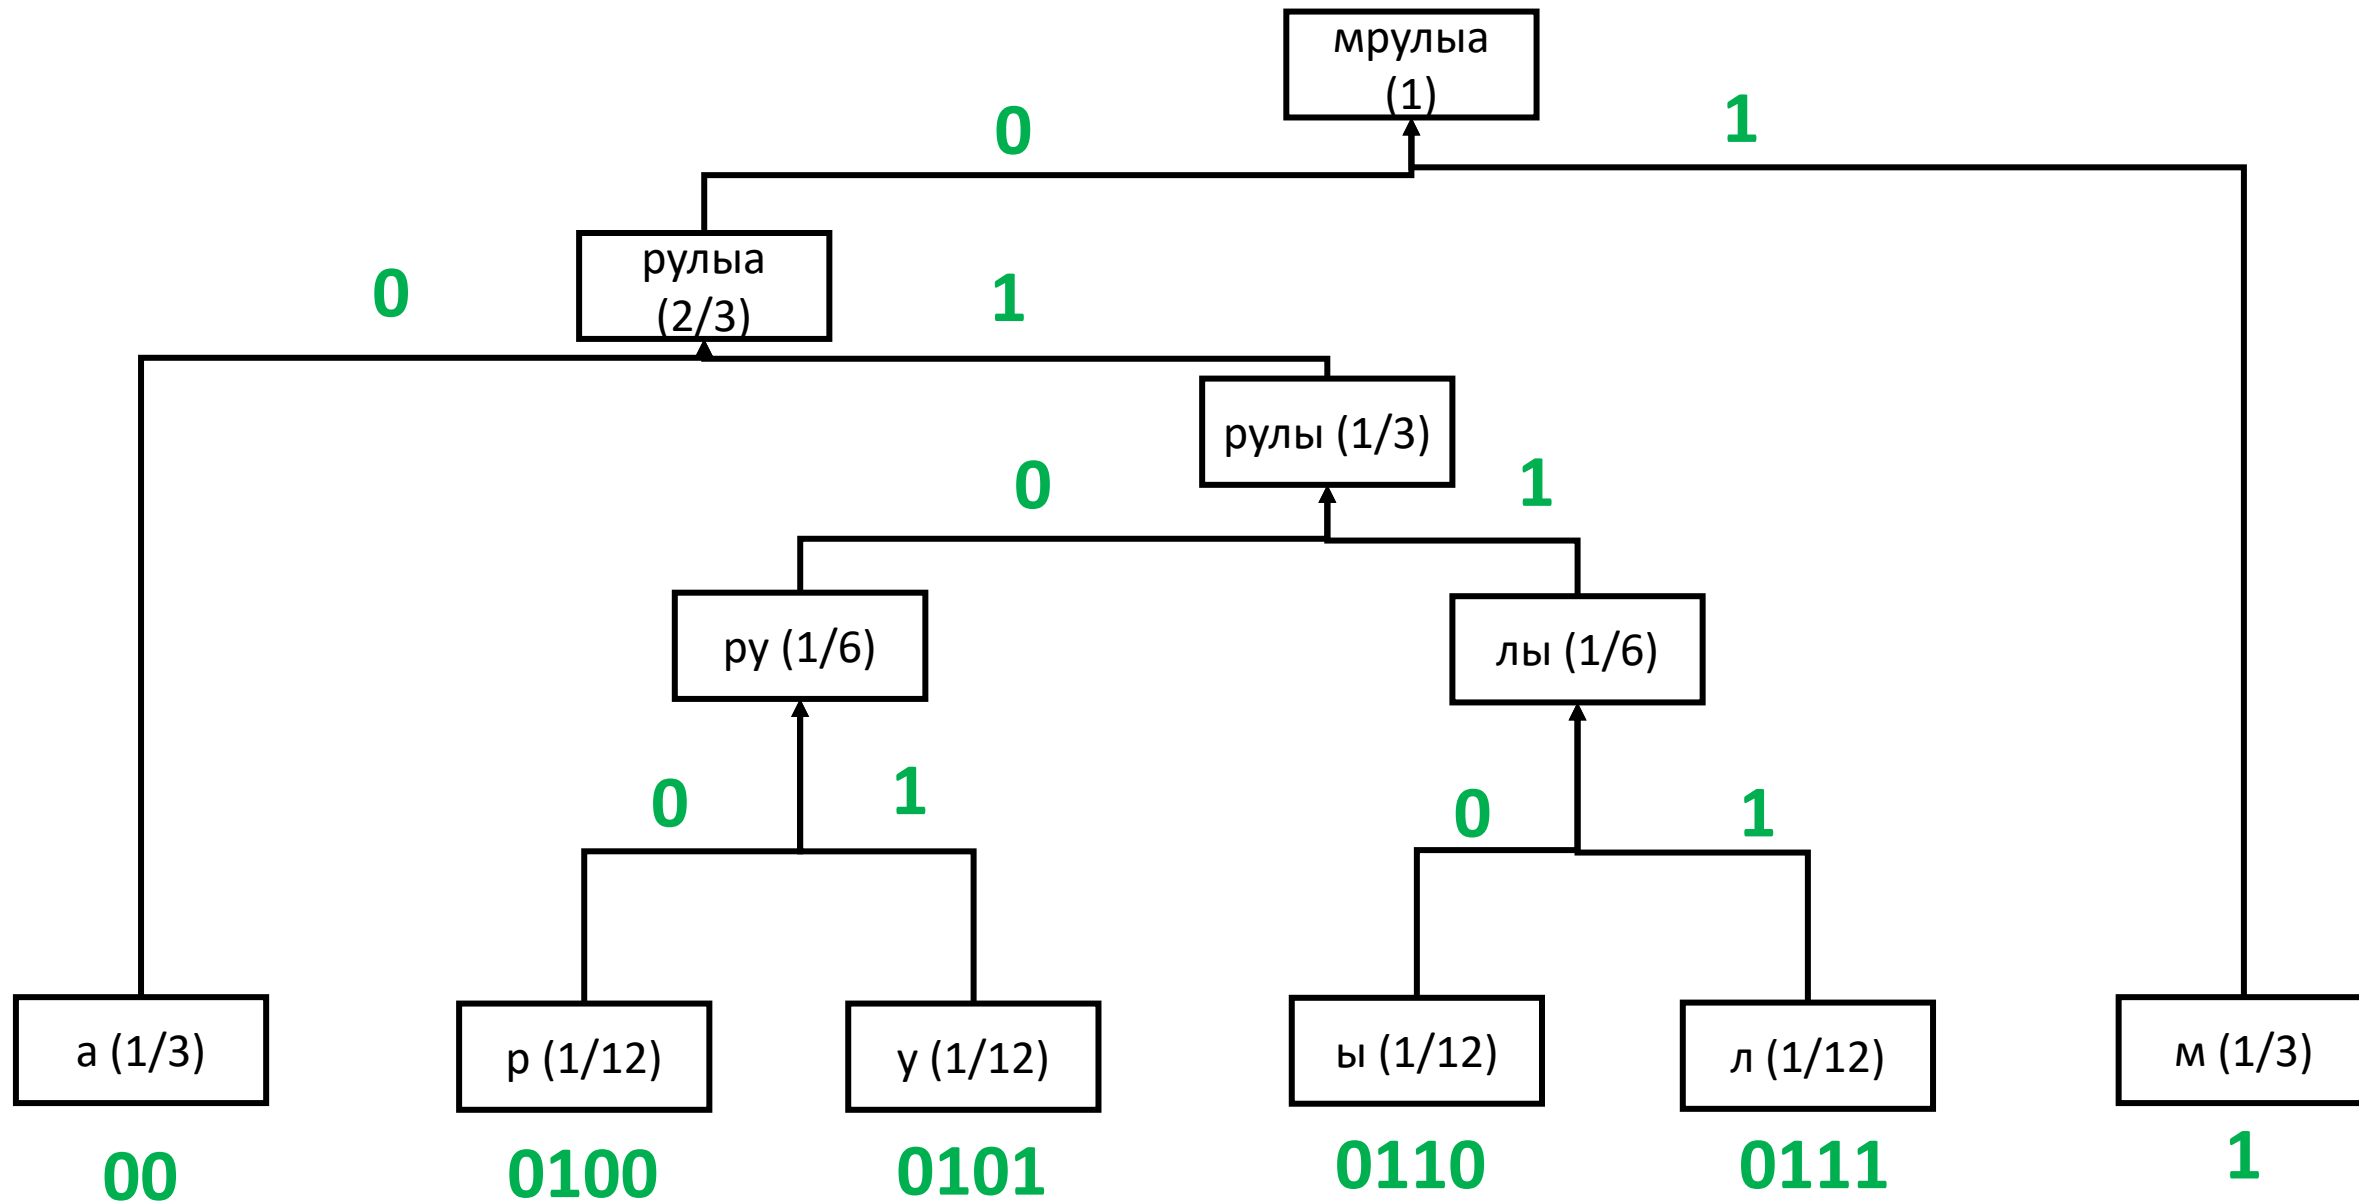 мрулыа
(1)
0
1
рулыа
(2/3)
0
1
рулы (1/3)
0
1
ру (1/6)
лы (1/6)
0
1
0
1
а (1/3)
р (1/12)
у (1/12)
ы (1/12)
л (1/12)
м (1/3)
00
0100
0101
0110
0111
1